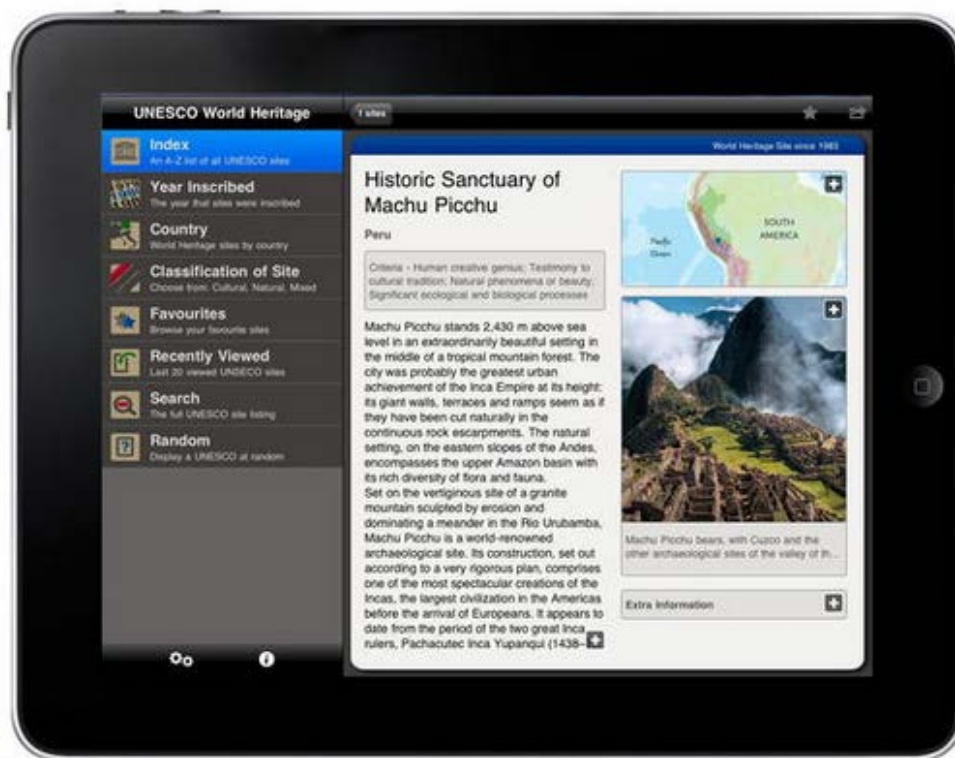 UNESCO World Heritage
Index
An A-Z list of all UNESCO sites
Year Inscribed
The year that sites were inscribed
Country
World Heritage sites by country
Classification of Site
Choose from: Cultural, Natural, Mixed
Favourites
Browse your favourite sites
Recently Viewed
Last 20 viewed UNSECO sites
Search
The full UNESCO site listing
Random
Display a UNESCO at random
1 sites
World Heritage Site since 1983
Historic Sanctuary of
Machu Picchu
Peru
Criteria - Human creative genius; Testimony to
cultural tradition; Natural phenomena or beauty;
Significant ecological and biological processes
Machu Picchu stands 2,430 m above sea
level in an extraordinarily beautiful setting in
the middle of a tropical mountain forest. The
city was probably the greatest urban
achievement of the Inca Empire at its height:
its giant walls, terraces and ramps seem as if
they have been cut naturally in the
continuous rock escarpments. The natural
setting, on the eastern slopes of the Andes,
encompasses the upper Amazon basin with
its rich diversity of flora and fauna.
Set on the vertiginous site of a granite
mountain sculpted by erosion and
dominating a meander in the Rio Urubamba,
Machu Picchu is a world-renowned
archaeological site. Its construction, set out
according to a very rigorous plan, comprises
one of the most spectacular creations of the
Incas, the largest civilization in the Americas
before the arrival of Europeans. It appears to
date from the period of the two great Inca
rulers, Pachacutec Inca Yupanqui (1438–
Pacific
Ocean
SOUTH
AMERICA
Machu Picchu bears, with Cuzco and the
other archaeological sites of the valley of th...
Extra Information